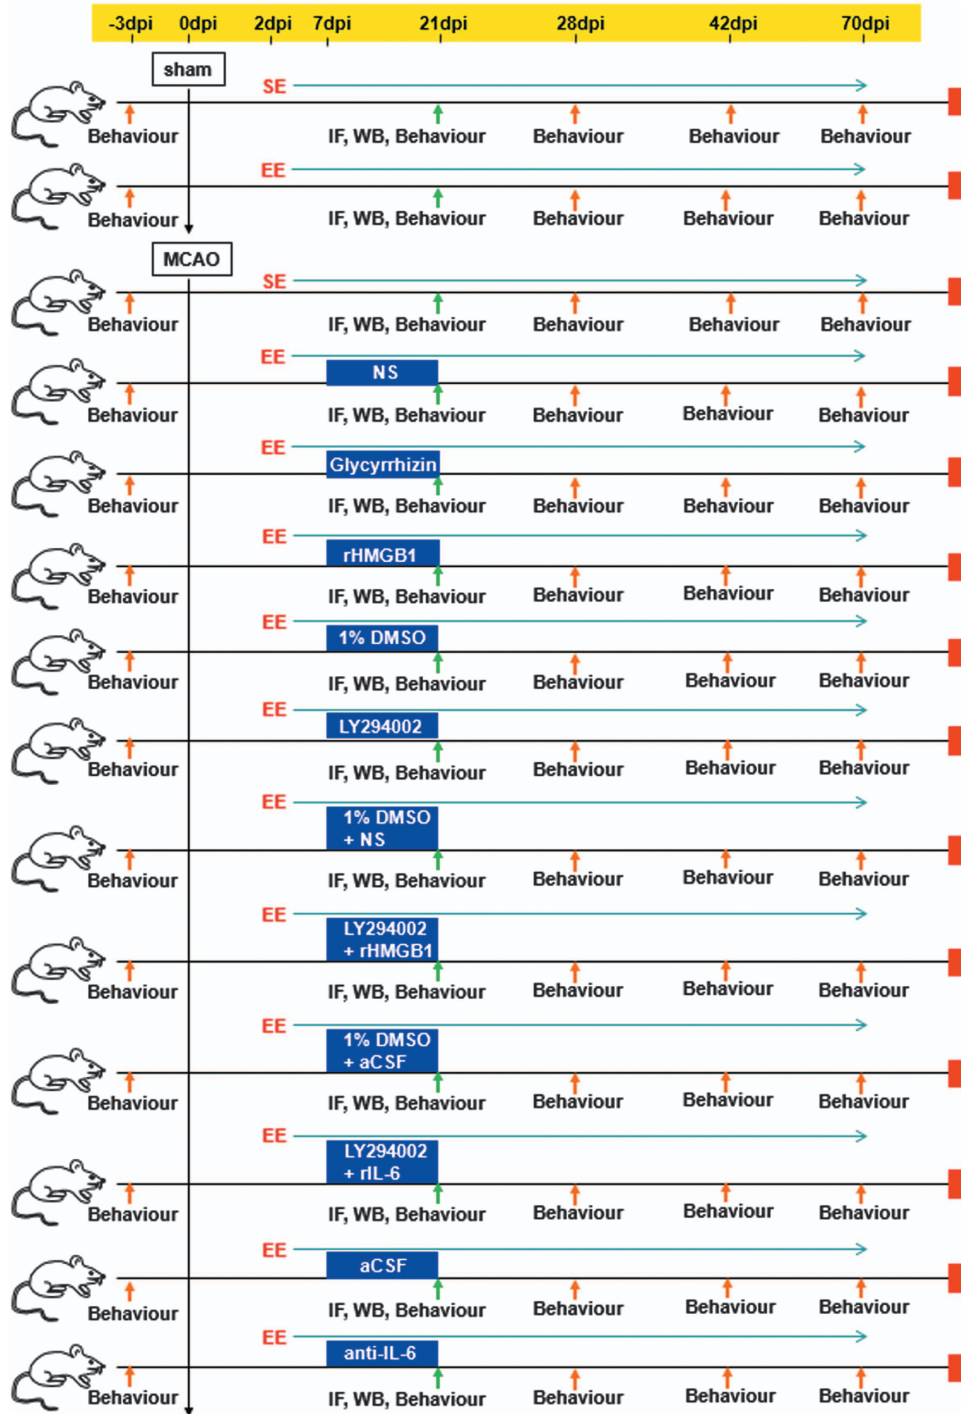 -3dpi 0dpi 2dpi 7dpi 21dpi 28dpi 42dpi 70dpi
sham
SE
Behaviour IF, WB, Behaviour Behaviour Behaviour Behaviour
EE
Behaviour IF, WB, Behaviour Behaviour Behaviour Behaviour
MCAO
SE
Behaviour IF, WB, Behaviour Behaviour Behaviour Behaviour
EE
NS
Behaviour IF, WB, Behaviour Behaviour Behaviour Behaviour
EE
Glycyrrhizin
Behaviour IF, WB, Behaviour Behaviour Behaviour Behaviour
EE
rHMGB1
Behaviour IF, WB, Behaviour Behaviour Behaviour Behaviour
EE
1% DMSO
Behaviour IF, WB, Behaviour Behaviour Behaviour Behaviour
EE
LY294002
Behaviour IF, WB, Behaviour Behaviour Behaviour Behaviour
EE
1% DMSO
+ NS
Behaviour IF, WB, Behaviour Behaviour Behaviour Behaviour
EE
LY294002
+ rHMGB1
Behaviour IF, WB, Behaviour Behaviour Behaviour Behaviour
EE
1% DMSO
+ aCSF
Behaviour IF, WB, Behaviour Behaviour Behaviour Behaviour
EE
LY294002
+ rIL-6
Behaviour IF, WB, Behaviour Behaviour Behaviour Behaviour
EE
aCSF
Behaviour IF, WB, Behaviour Behaviour Behaviour Behaviour
EE
anti-IL-6
Behaviour IF, WB, Behaviour Behaviour Behaviour Behaviour